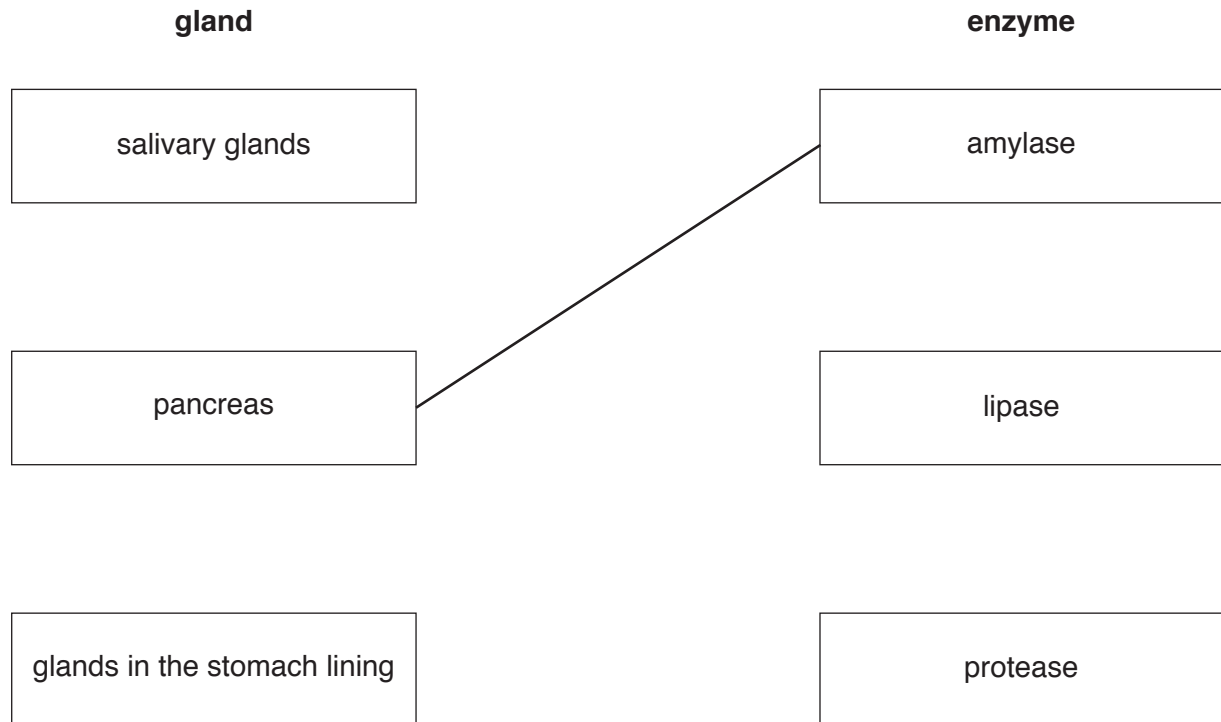 gland
enzyme
salivary glands
amylase
pancreas
lipase
glands in the stomach lining
protease